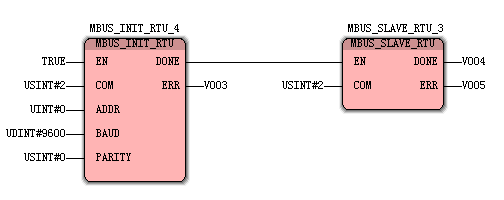 MBUS_INIT_RTU_4 MBUS_SLAVE_RTU_3
MBUS_INIT_RTU MBUS_SLAVE_RTU
TRUE EN DONE EN DONE V004
USINT#2 COM ERR V003 USINT#2 COM ERR V005
UINT#0 ADDR
UDINT#9600 BAUD
USINT#0 PARITY